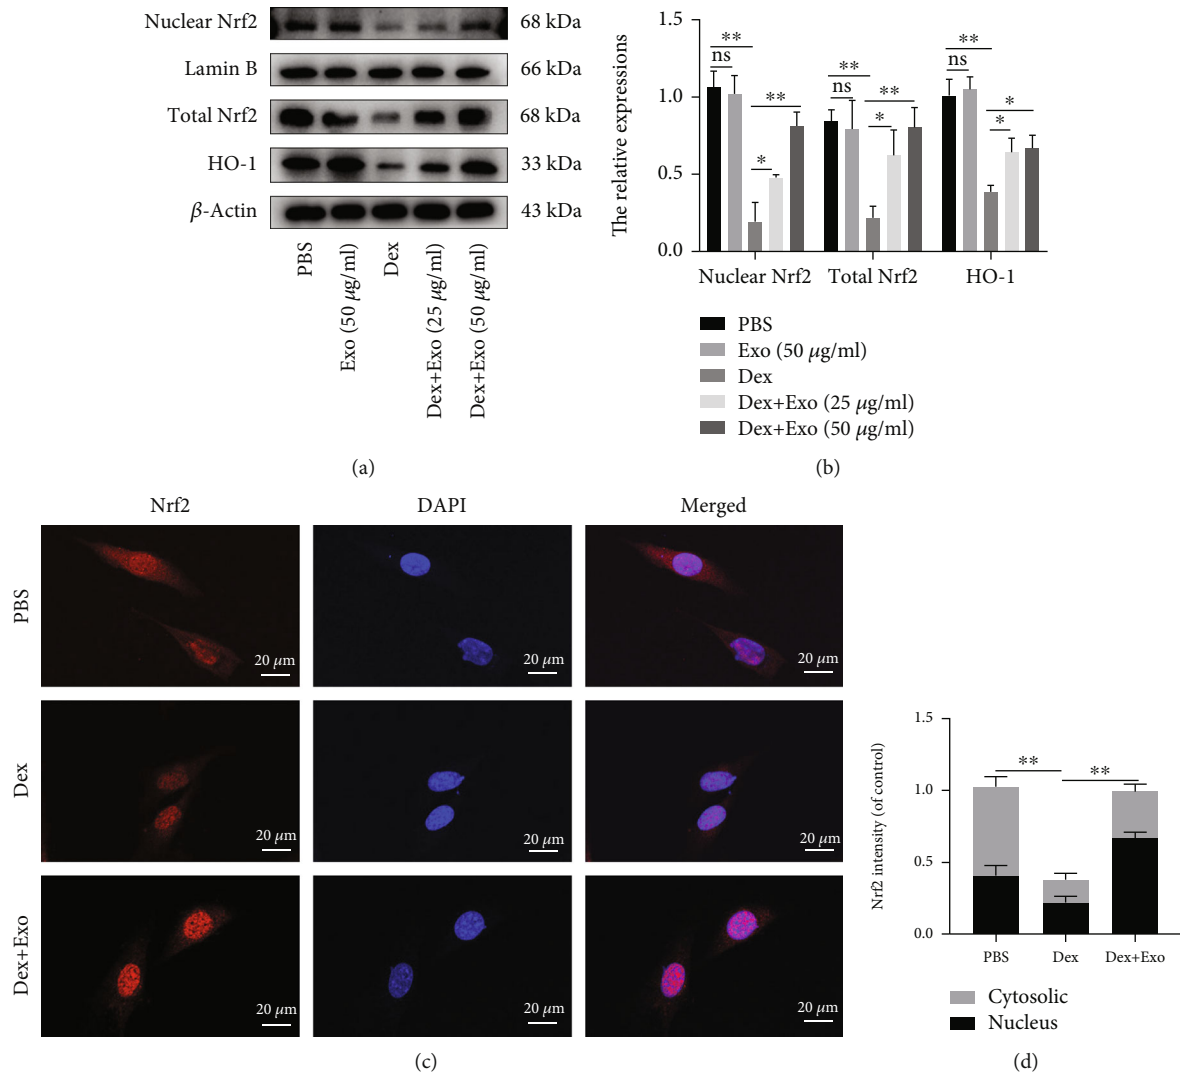 Nuclear Nrf2 68 kDa
Lamin B 66 kDa
Total Nrf2 68 kDa
HO-1 33 kDa
β-Actin 43 kDa
PBS
Exo (50 μg/ml)
Dex
Dex+Exo (25 μg/ml)
Dex+Exo (50 μg/ml)
(a)
The relative expressions
1.5
1.0
0.5
0.0
** ns * **
** ns * **
** ns * *
Nuclear Nrf2 Total Nrf2 HO-1
PBS
Exo (50 μg/ml)
Dex
Dex+Exo (25 μg/ml)
Dex+Exo (50 μg/ml)
(b)
Nrf2 DAPI Merged
PBS
20 μm 20 μm 20 μm
Dex
20 μm 20 μm 20 μm
Dex+Exo
20 μm 20 μm 20 μm
(c)
Nrf2 intensity (of control)
1.5
1.0
0.5
0.0
** **
PBS Dex Dex+Exo
Cytosolic
Nucleus
(d)